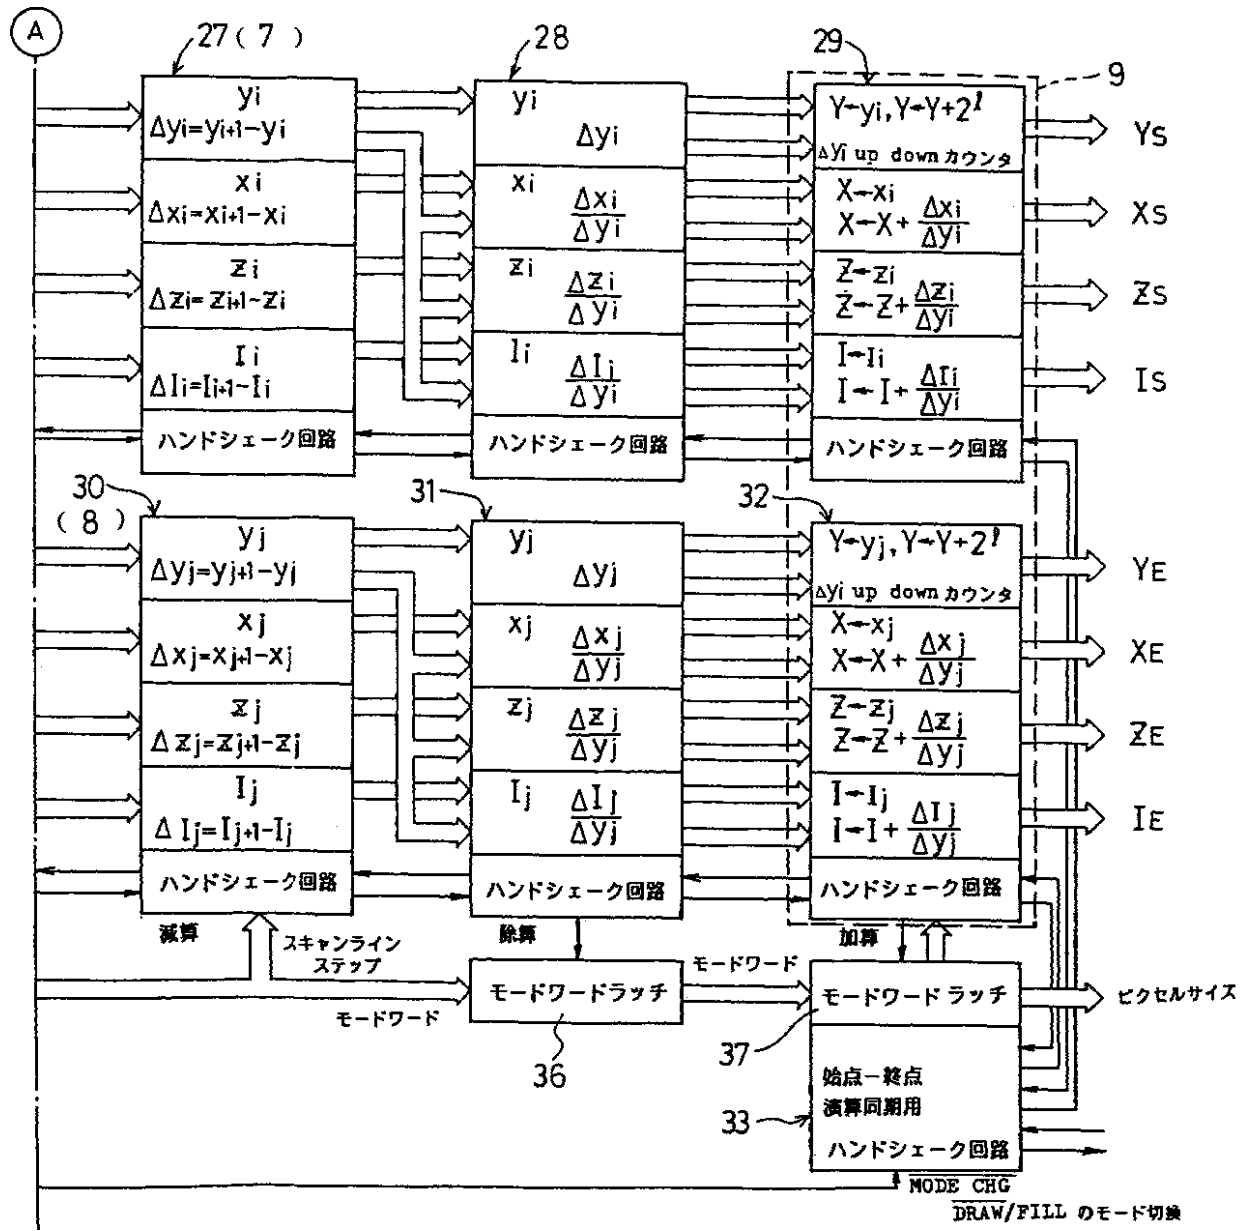 A
27(7)
yi
Δyi=yi+1-yi
xi
Δxi=xi+1-xi
zi
Δzi=zi+1-zi
Ii
ΔIi=Ii+1-Ii
ハンドシェーク回路
28
yi
Δyi
xi
Δxi
Δyi
zi
Δzi
Δyi
Ii
ΔIj
Δyi
ハンドシェーク回路
29
9
Y←yi,Y←Y+2^l
Δyi up down カウンタ
X←xi
X←X+Δxi
Δyi
Z←zi
Z←Z+Δzi
Δyi
I←Ii
I←I+ΔIi
Δyi
ハンドシェーク回路
YS
XS
ZS
IS
30
(8)
yj
Δyj=yj+1-yj
xj
Δxj=xj+1-xj
zj
Δzj=zj+1-zj
Ij
ΔIj=Ij+1-Ij
ハンドシェーク回路
減算
31
yj
Δyj
xj
Δxj
Δyj
zj
Δzj
Δyj
Ij
ΔIj
Δyj
ハンドシェーク回路
除算
32
Y←yj,Y←Y+2^l
Δyi up down カウンタ
X←xj
X←X+Δxj
Δyj
Z←zj
Z←Z+Δzj
Δyj
I←Ij
I←I+ΔIj
Δyj
ハンドシェーク回路
加算
YE
XE
ZE
IE
スキャンライン
ステップ
モードワード
モードワードラッチ
36
モードワード
モードワード ラッチ
ピクセルサイズ
37
始点ー終点
演算同期用
33
ハンドシェーク回路
MODE CHG
DRAW/FILL のモード切換